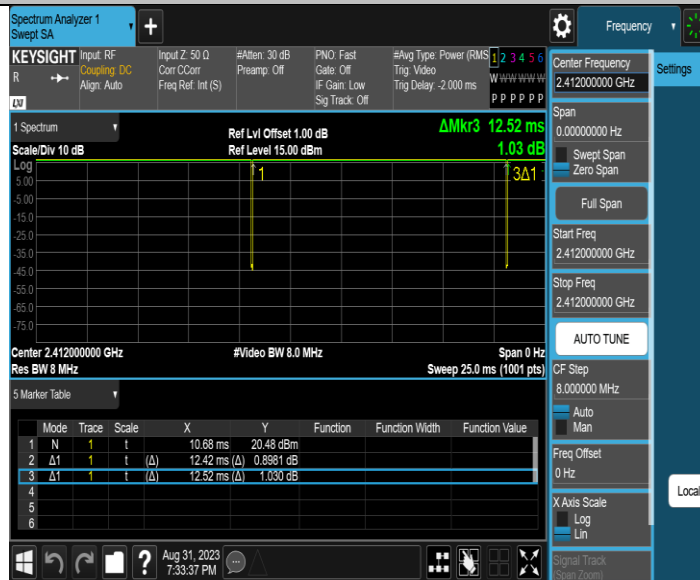 Spectrum Analyzer 1
Swept SA
+
Frequency
KEYSIGHT
R
LXI
Input: RF
Coupling: DC
Align: Auto
Input Z: 50 Ω
Corr CCorr
Freq Ref: Int (S)
#Atten: 30 dB
Preamp: Off
PNO: Fast
Gate: Off
IF Gain: Low
Sig Track: Off
#Avg Type: Power (RMS
Trig: Video
Trig Delay: -2.000 ms
1 2 3 4 5 6
W W W W W W
P P P P P P
Center Frequency
2.412000000 GHz
Settings
Span
0.00000000 Hz
Swept Span
Zero Span
Full Span
Start Freq
2.412000000 GHz
Stop Freq
2.412000000 GHz
AUTO TUNE
CF Step
8.000000 MHz
Auto
Man
Freq Offset
0 Hz
X Axis Scale
Log
Lin
Signal Track
(Span Zoom)
Local
1 Spectrum
Scale/Div 10 dB
Ref Lvl Offset 1.00 dB
Ref Level 15.00 dBm
ΔMkr3 12.52 ms
1.03 dB
Log
5.00
-5.00
-15.0
-25.0
-35.0
-45.0
-55.0
-65.0
-75.0
1
3Δ1
Center 2.412000000 GHz
Res BW 8 MHz
#Video BW 8.0 MHz
Span 0 Hz
Sweep 25.0 ms (1001 pts)
5 Marker Table
Mode Trace Scale X Y Function Function Width Function Value
1 N 1 t 10.68 ms 20.48 dBm
2 Δ1 1 t (Δ) 12.42 ms (Δ) 0.8981 dB
3 Δ1 1 t (Δ) 12.52 ms (Δ) 1.030 dB
4
5
6
?
Aug 31, 2023
7:33:37 PM